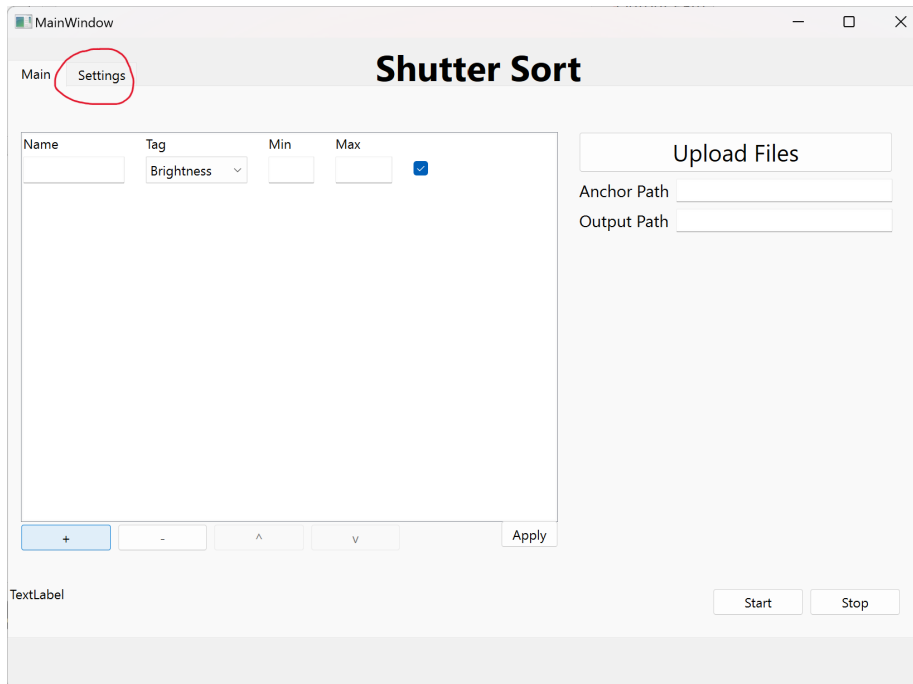 MainWindow
Main Settings Shutter Sort
Name Tag Min Max
Brightness
Upload Files
Anchor Path
Output Path
+ - ^ v Apply
TextLabel
Start Stop